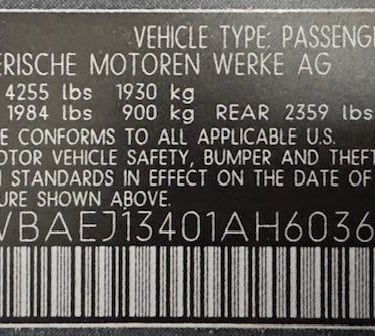 VEHICLE TYPE: PASSENG
ERISCHE MOTOREN WERKE AG
4255 lbs 1930 kg
1984 lbs 900 kg REAR 2359 lbs
E CONFORMS TO ALL APPLICABLE U.S.
OTOR VEHICLE SAFETY, BUMPER AND THEFT
N STANDARDS IN EFFECT ON THE DATE OF
URE SHOWN ABOVE.
WBAEJ13401AH6036